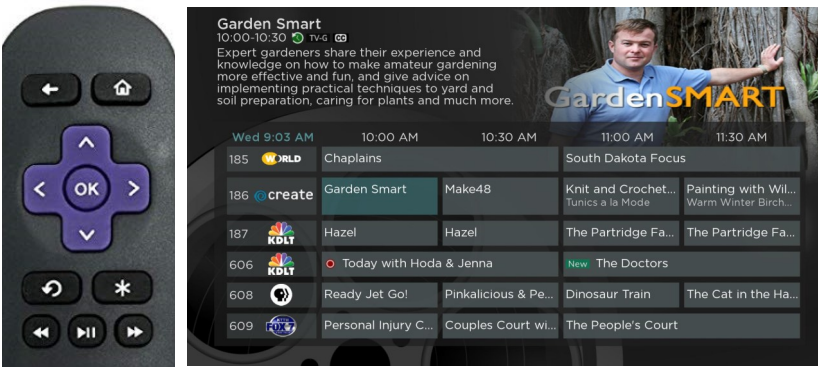 OK
Garden Smart
10:00-10:30 TV-G CC
Expert gardeners share their experience and
knowledge on how to make amateur gardening
more effective and fun, and give advice on
implementing practical techniques to yard and
soil preparation, caring for plants and much more.
GardenSMART
Wed 9:03 AM 10:00 AM 10:30 AM 11:00 AM 11:30 AM
185 WORLD Chaplains South Dakota Focus
186 create Garden Smart Make48 Knit and Crochet... Painting with Wil...
Tunics a la Mode Warm Winter Birch...
187 KDLT Hazel Hazel The Partridge Fa... The Partridge Fa...
606 KDLT Today with Hoda & Jenna New The Doctors
608 Ready Jet Go! Pinkalicious & Pe... Dinosaur Train The Cat in the Ha...
609 FOX Personal Injury C... Couples Court wi... The People's Court